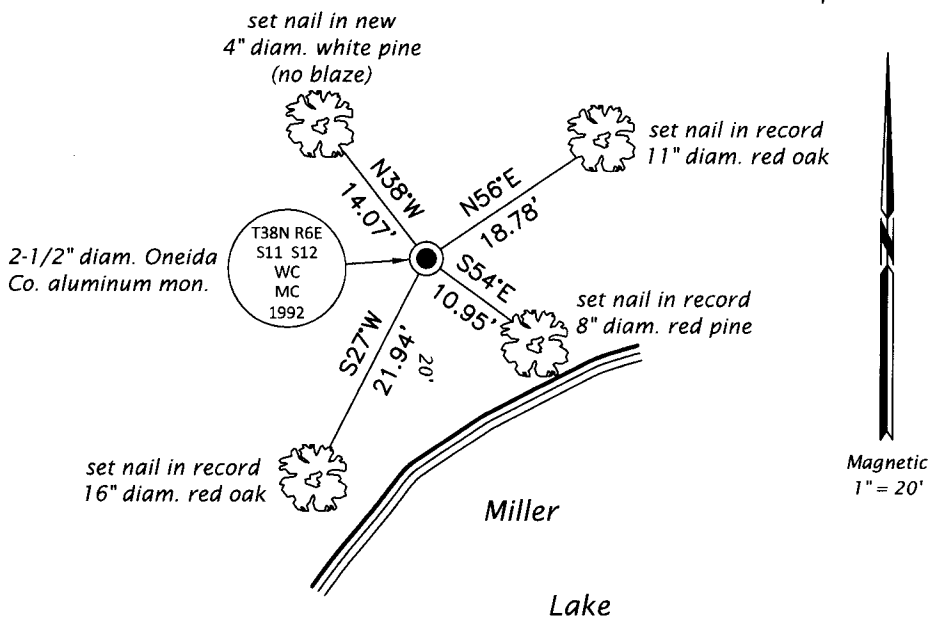 set nail in new
4" diam. white pine
(no blaze)
set nail in record
11" diam. red oak
N38°W
14.07'
N56°E
18.78'
2-1/2" diam. Oneida
Co. aluminum mon.
T38N R6E
S11 S12
WC
MC
1992
S54°E
10.95'
set nail in record
8" diam. red pine
S27°W
21.94'
20'
set nail in record
16" diam. red oak
Miller
Lake
N
Magnetic
1" = 20'